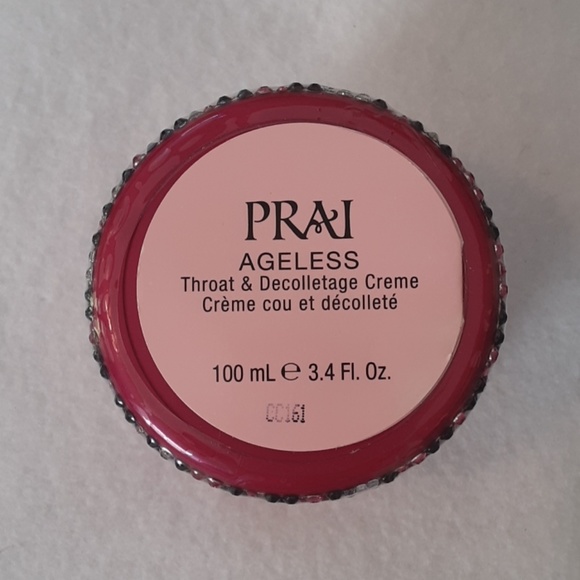 PRAI
AGELESS
Throat & Decolletage Creme
Crème cou et décolleté
100 mL ℮ 3.4 Fl. Oz.
CC161